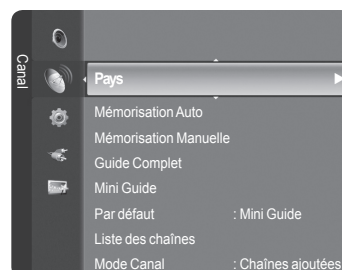 Canal
Pays
Mémorisation Auto
Mémorisation Manuelle
Guide Complet
Mini Guide
Par défaut : Mini Guide
Liste des chaînes
Mode Canal : Chaînes ajoutées